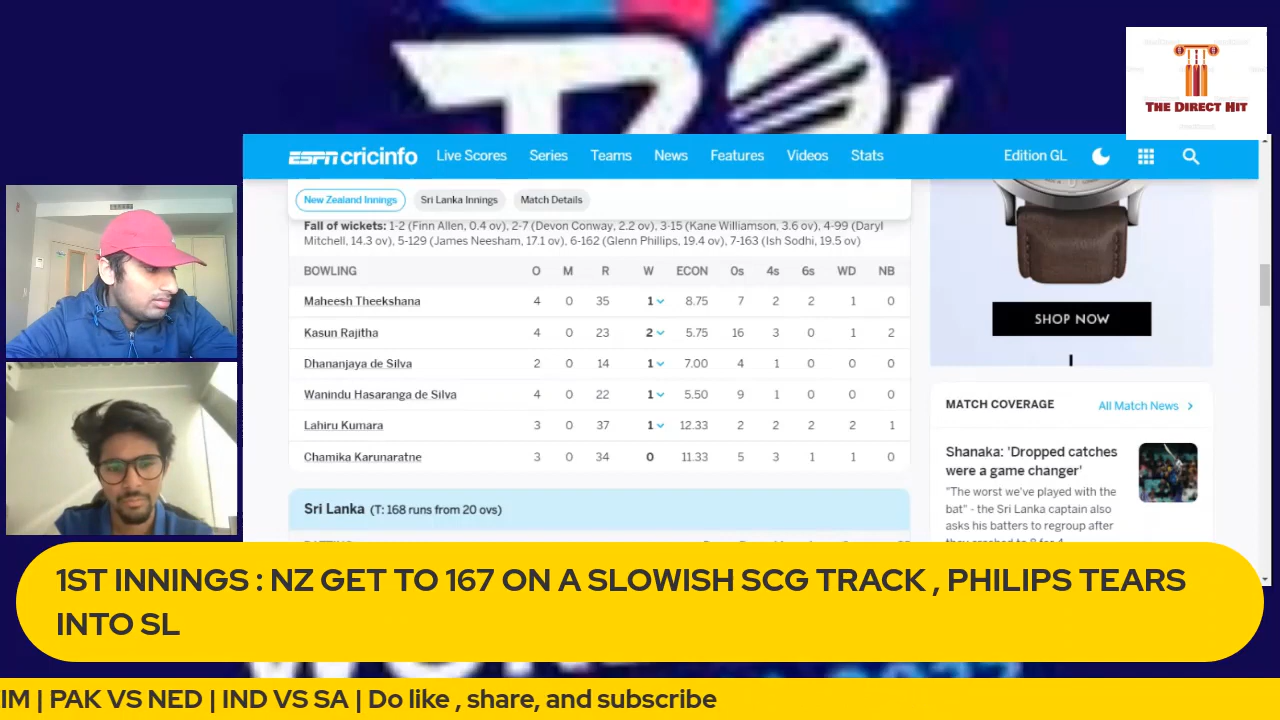 THE DIRECT HIT
ESPN cricinfo Live Scores Series Teams News Features Videos Stats Edition GL
New Zealand Innings Sri Lanka Innings Match Details
Fall of wickets: 1-2 (Finn Allen, 0.4 ov), 2-7 (Devon Conway, 2.2 ov), 3-15 (Kane Williamson, 3.6 ov), 4-99 (Daryl
Mitchell, 14.3 ov), 5-129 (James Neesham, 17.1 ov), 6-162 (Glenn Phillips, 19.4 ov), 7-163 (Ish Sodhi, 19.5 ov)
BOWLING O M R W ECON 0s 4s 6s WD NB
Maheesh Theekshana 4 0 35 1 8.75 7 2 2 1 0
Kasun Rajitha 4 0 23 2 5.75 16 3 0 1 2
Dhananjaya de Silva 2 0 14 1 7.00 4 1 0 0 0
Wanindu Hasaranga de Silva 4 0 22 1 5.50 9 1 0 0 0
Lahiru Kumara 3 0 37 1 12.33 2 2 2 2 1
Chamika Karunaratne 3 0 34 0 11.33 5 3 1 1 0
Sri Lanka (T: 168 runs from 20 ovs)
SHOP NOW
MATCH COVERAGE All Match News
Shanaka: 'Dropped catches
were a game changer'
"The worst we've played with the
bat" - the Sri Lanka captain also
asks his batters to regroup after
1ST INNINGS : NZ GET TO 167 ON A SLOWISH SCG TRACK , PHILIPS TEARS
INTO SL
IM | PAK VS NED | IND VS SA | Do like , share, and subscribe